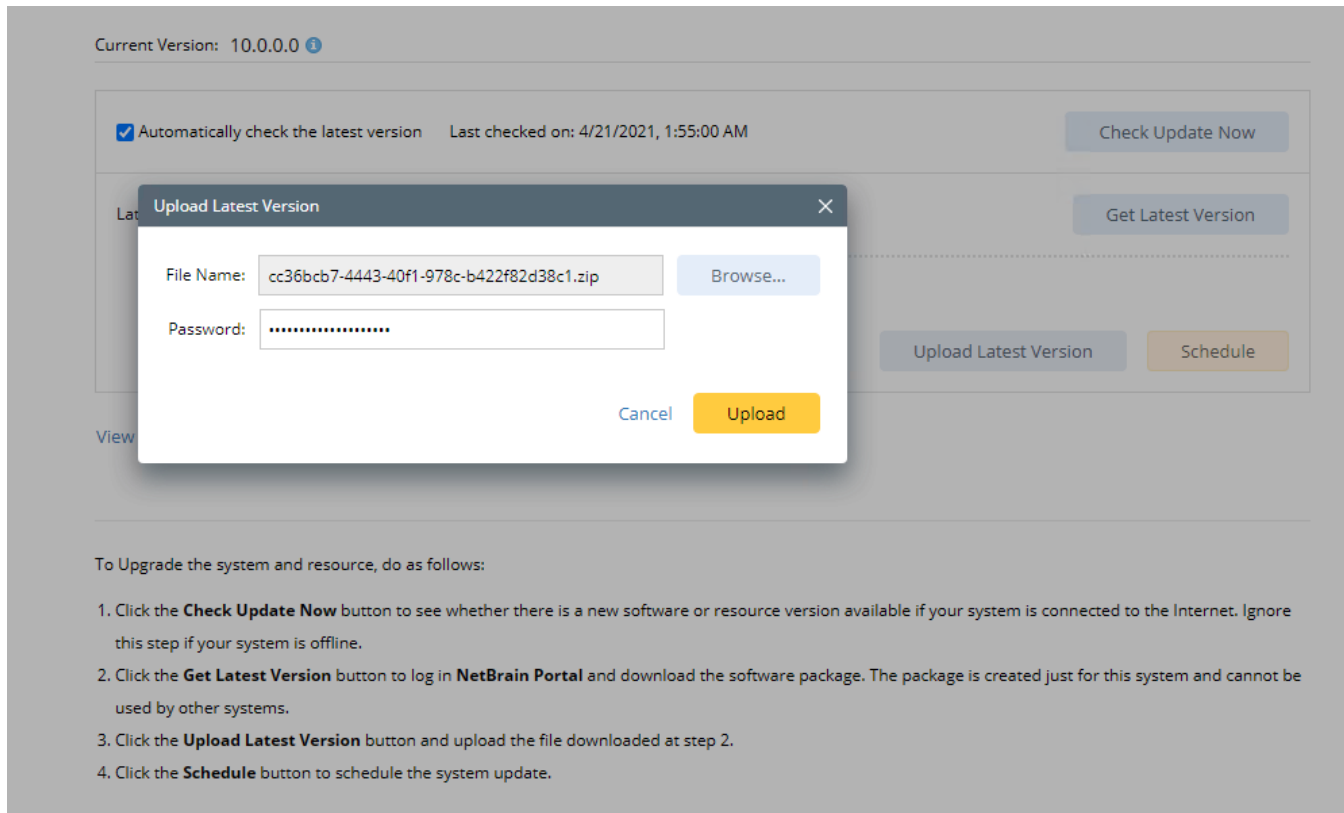 Current Version: 10.0.0.0
Automatically check the latest version Last checked on: 4/21/2021, 1:55:00 AM
Check Update Now
Lat
Get Latest Version
Upload Latest Version
File Name: cc36bcb7-4443-40f1-978c-b422f82d38c1.zip
Browse...
Password: ••••••••••••••••••••
Cancel
Upload
Upload Latest Version
Schedule
View
To Upgrade the system and resource, do as follows:
1. Click the Check Update Now button to see whether there is a new software or resource version available if your system is connected to the Internet. Ignore
this step if your system is offline.
2. Click the Get Latest Version button to log in NetBrain Portal and download the software package. The package is created just for this system and cannot be
used by other systems.
3. Click the Upload Latest Version button and upload the file downloaded at step 2.
4. Click the Schedule button to schedule the system update.